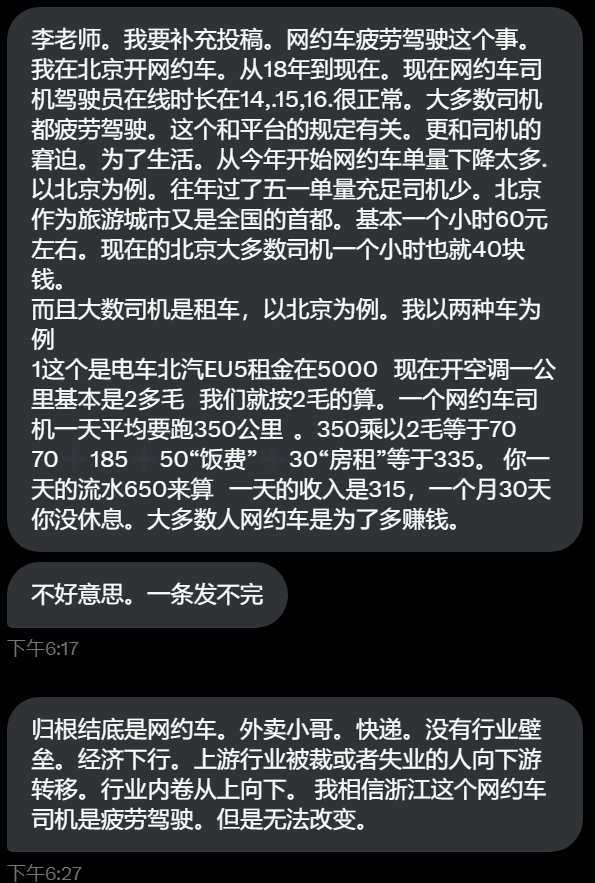 李老师。我要补充投稿。网约车疲劳驾驶这个事。
我在北京开网约车。从18年到现在。现在网约车司
机驾驶员在线时长在14,.15,16.很正常。大多数司机
都疲劳驾驶。这个和平台的规定有关。更和司机的
窘迫。为了生活。从今年开始网约车单量下降太多.
以北京为例。往年过了五一单量充足司机少。北京
作为旅游城市又是全国的首都。基本一个小时60元
左右。现在的北京大多数司机一个小时也就40块
钱。
而且大数司机是租车，以北京为例。我以两种车为
例
1这个是电车北汽EU5租金在5000 现在开空调一公
里基本是2多毛 我们就按2毛的算。一个网约车司
机一天平均要跑350公里 。350乘以2毛等于70
70 ➕ 185 ➕ 50“饭费” ➕ 30“房租”等于335。 你一
天的流水650来算 一天的收入是315，一个月30天
你没休息。大多数人网约车是为了多赚钱。
不好意思。一条发不完
下午6:17
归根结底是网约车。外卖小哥。快递。没有行业壁
垒。经济下行。上游行业被裁或者失业的人向下游
转移。行业内卷从上向下。 我相信浙江这个网约车
司机是疲劳驾驶。但是无法改变。
下午6:27